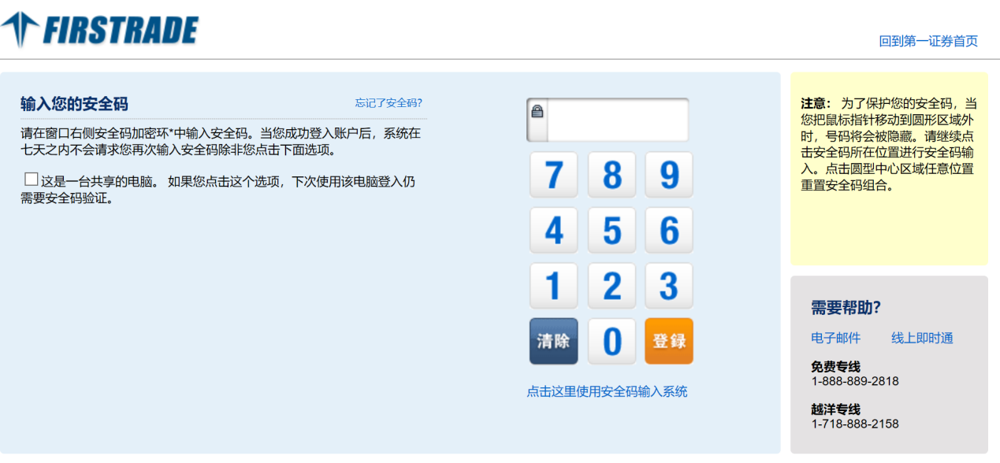 FIRSTRADE
回到第一证券首页
输入您的安全码
忘记了安全码?
请在窗口右侧安全码加密环*中输入安全码。当您成功登入账户后，系统在
七天之内不会请求您再次输入安全码除非您点击下面选项。
这是一台共享的电脑。 如果您点击这个选项，下次使用该电脑登入仍
需要安全码验证。
7 8 9
4 5 6
1 2 3
清除 0 登録
点击这里使用安全码输入系统
注意： 为了保护您的安全码，当
您把鼠标指针移动到圆形区域外
时，号码将会被隐藏。请继续点
击安全码所在位置进行安全码输
入。点击圆型中心区域任意位置
重置安全码组合。
需要帮助?
电子邮件 线上即时通
免费专线
1-888-889-2818
越洋专线
1-718-888-2158